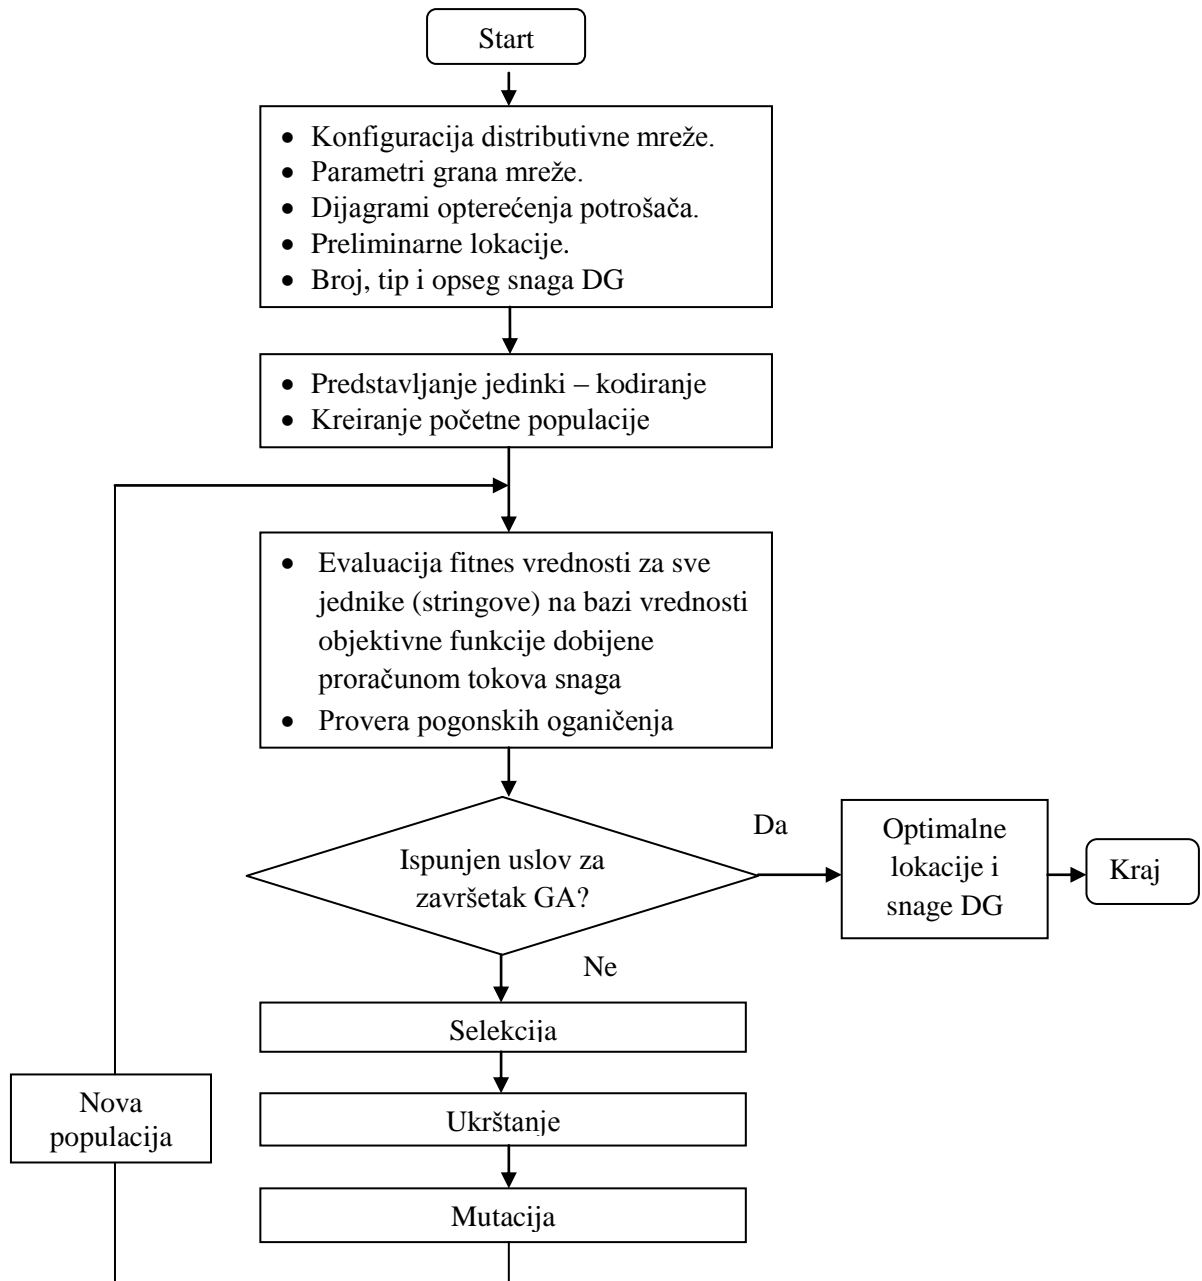 Start
• Konfiguracija distributivne mreže.
• Parametri grana mreže.
• Dijagrami opterećenja potrošača.
• Preliminarne lokacije.
• Broj, tip i opseg snaga DG
• Predstavljanje jedinki – kodiranje
• Kreiranje početne populacije
• Evaluacija fitnes vrednosti za sve
jednike (stringove) na bazi vrednosti
objektivne funkcije dobijene
proračunom tokova snaga
• Provera pogonskih oganičenja
Ispunjen uslov za
završetak GA?
Da
Optimalne
lokacije i
snage DG
Kraj
Ne
Selekcija
Ukrštanje
Mutacija
Nova
populacija